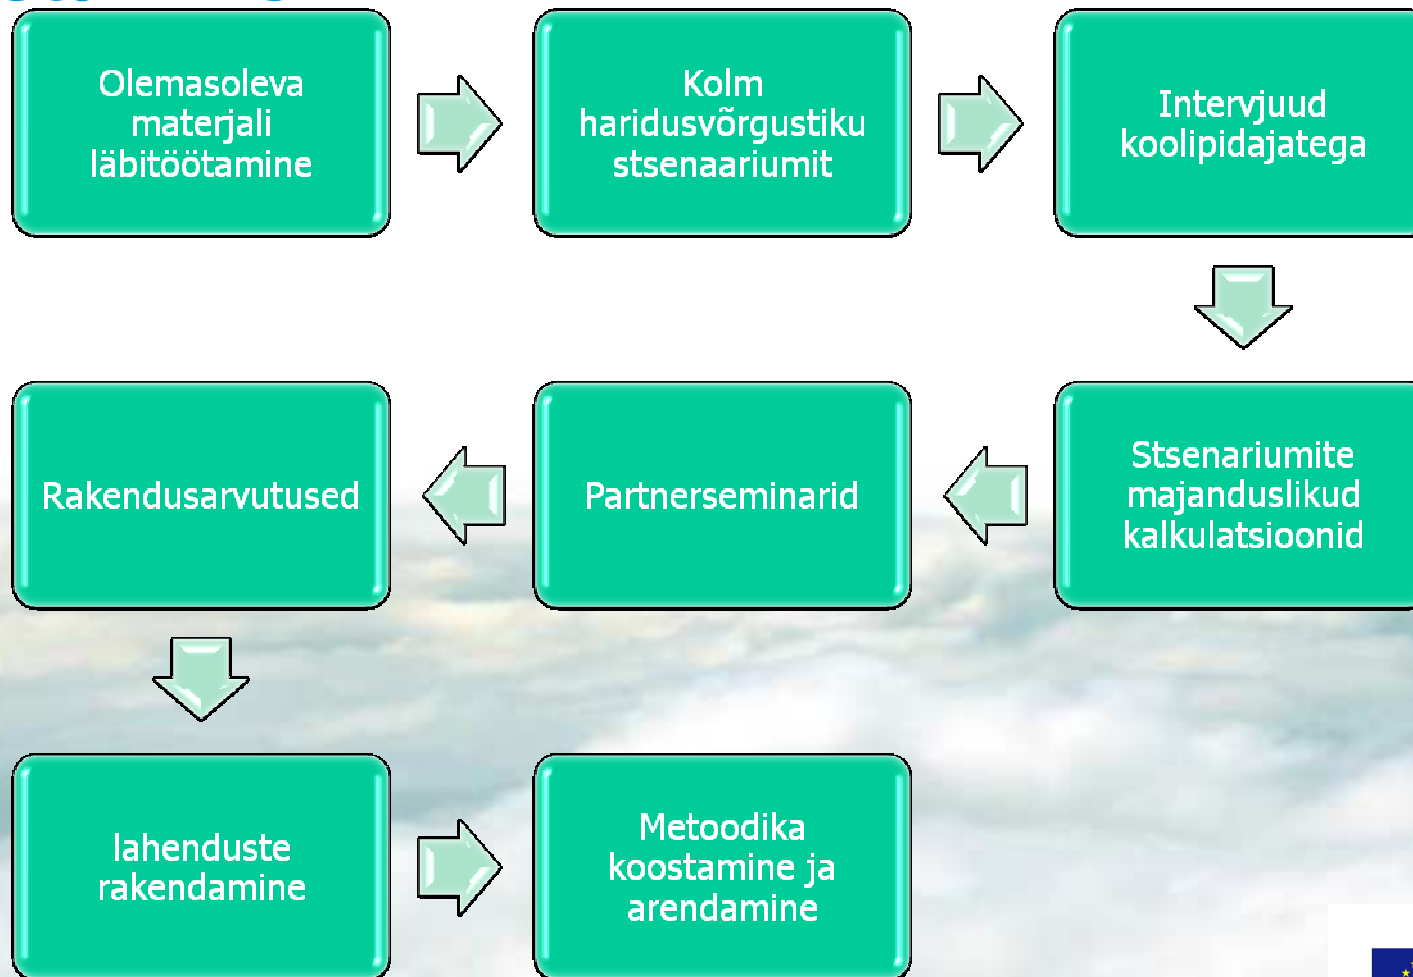 Olemasoleva
materjali
läbitöötamine
Kolm
haridusvõrgustiku
stsenaariumit
Intervjuud
koolipidajatega
Stsenariumite
majanduslikud
kalkulatsioonid
Partnerseminarid
Rakendusarvutused
lahenduste
rakendamine
Metoodika
koostamine ja
arendamine